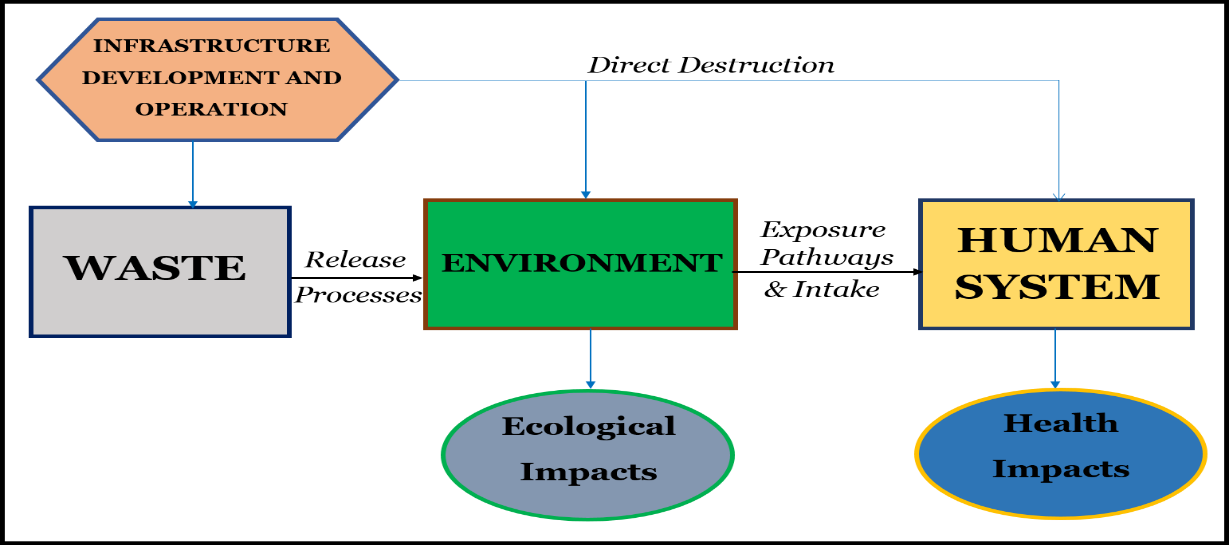 INFRASTRUCTURE
DEVELOPMENT AND
OPERATION
Direct Destruction
WASTE
Release
Processes
ENVIRONMENT
Exposure
Pathways
& Intake
HUMAN
SYSTEM
Ecological
Impacts
Health
Impacts